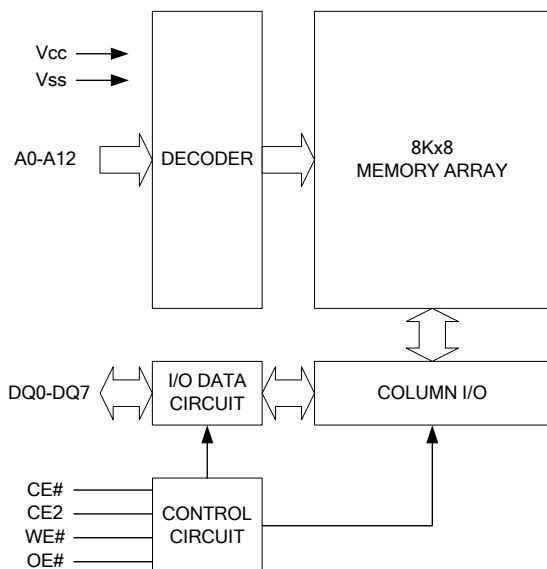 Vcc
Vss
A0-A12
DECODER
8Kx8
MEMORY ARRAY
DQ0-DQ7
I/O DATA
CIRCUIT
COLUMN I/O
CE#
CE2
WE#
OE#
CONTROL
CIRCUIT